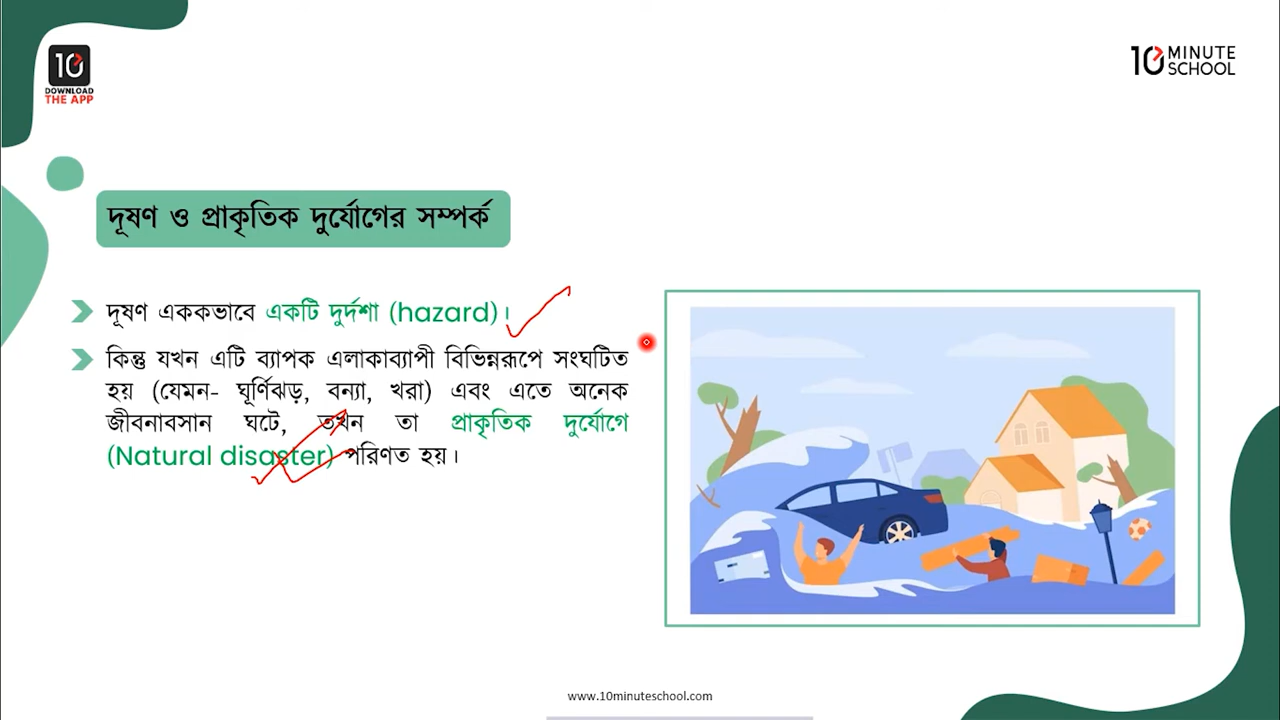 10
DOWNLOAD
THE APP
10 MINUTE
SCHOOL
দূষণ ও প্রাকৃতিক দুর্যোগের সম্পর্ক
দূষণ এককভাবে একটি দুর্দশা (hazard)।
কিন্তু যখন এটি ব্যাপক এলাকাব্যাপী বিভিন্নরূপে সংঘটিত
হয় (যেমন- ঘূর্ণিঝড়, বন্যা, খরা) এবং এতে অনেক
জীবনাবসান ঘটে, তখন তা প্রাকৃতিক দুর্যোগে
(Natural disaster) পরিণত হয়।
www.10minuteschool.com